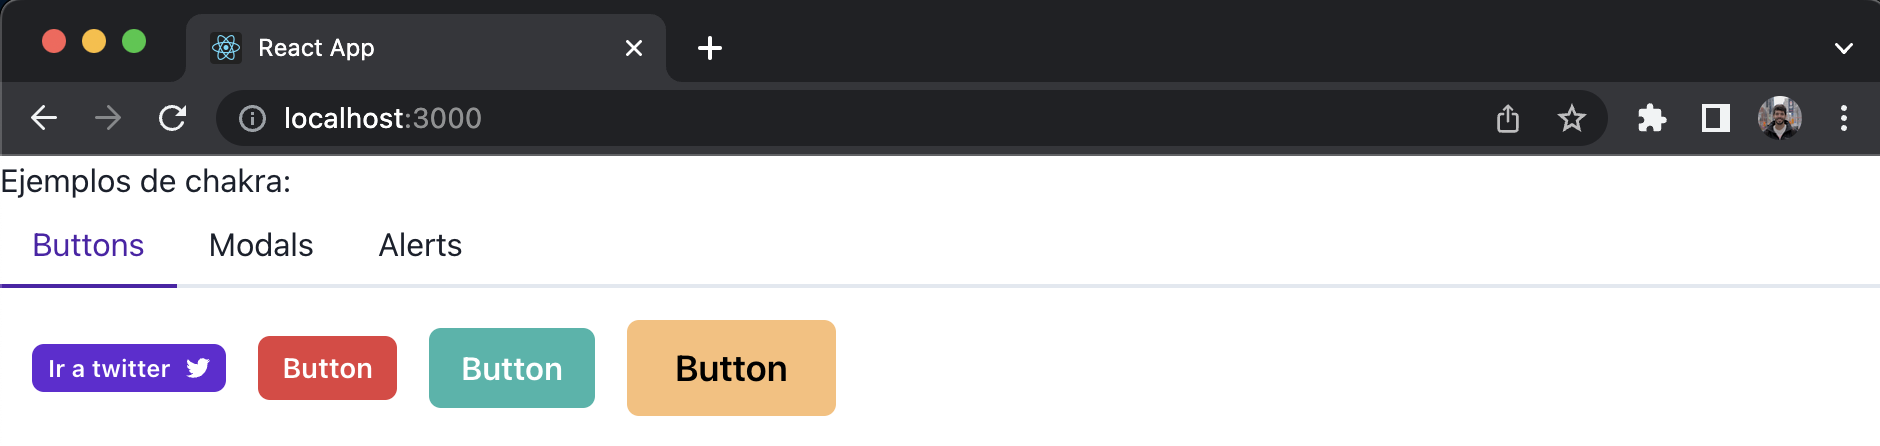 React App
localhost:3000
Ejemplos de chakra:
Buttons Modals Alerts
Ir a twitter Button Button Button